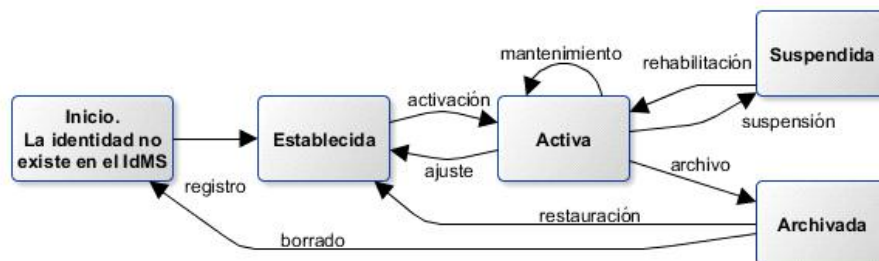 mantenimiento
rehabilitación
Suspendida
activación
Inicio.
La identidad no
existe en el IdMS
Establecida
Activa
suspensión
ajuste
archivo
registro
restauración
Archivada
borrado